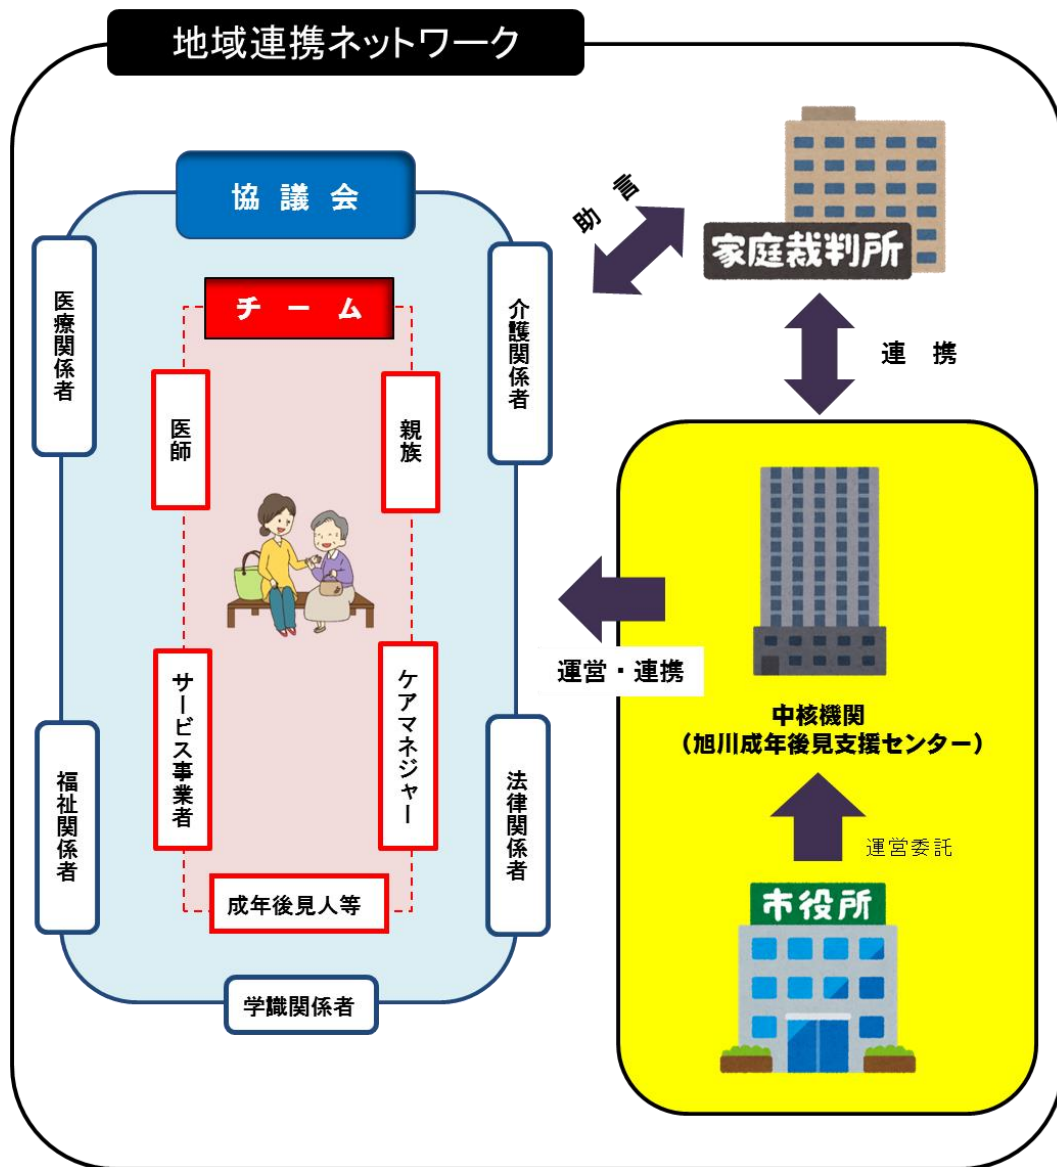 地域連携ネットワーク
協議会
チーム
医療関係者
介護関係者
医師
親族
サービス事業者
ケアマネジャー
福祉関係者
法律関係者
成年後見人等
学識関係者
助言
家庭裁判所
連携
運営・連携
中核機関
（旭川成年後見支援センター）
運営委託
市役所